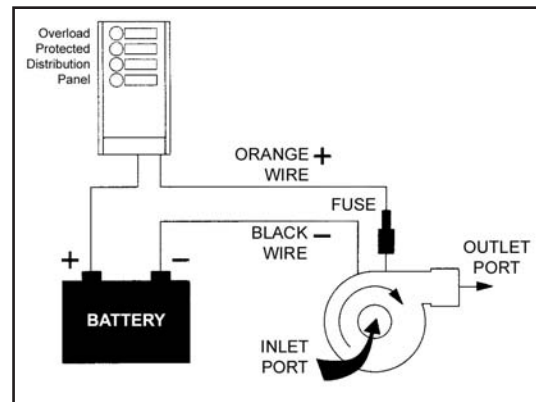 Overload
Protected
Distribution
Panel
ORANGE +
WIRE
FUSE
BLACK −
WIRE
OUTLET
PORT
+ −
BATTERY
INLET
PORT